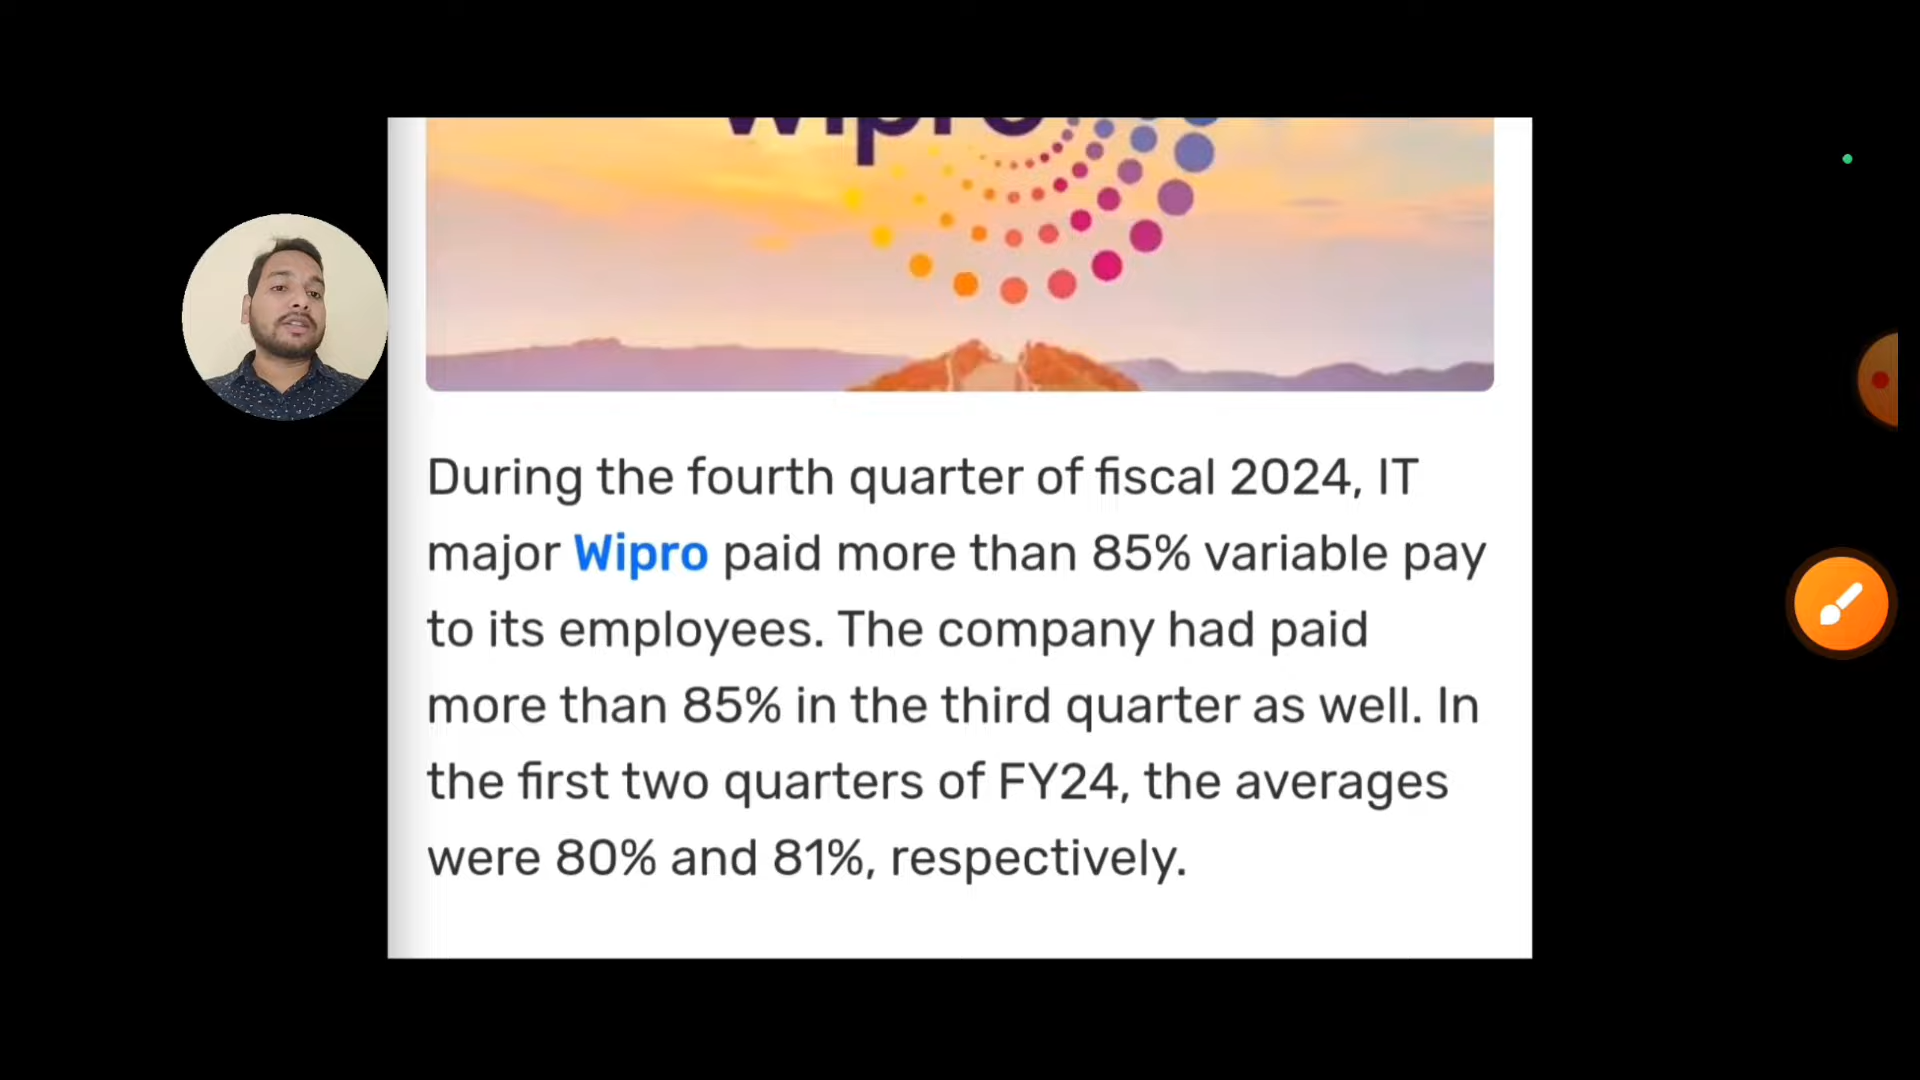 wipro
During the fourth quarter of fiscal 2024, IT
major Wipro paid more than 85% variable pay
to its employees. The company had paid
more than 85% in the third quarter as well. In
the first two quarters of FY24, the averages
were 80% and 81%, respectively.